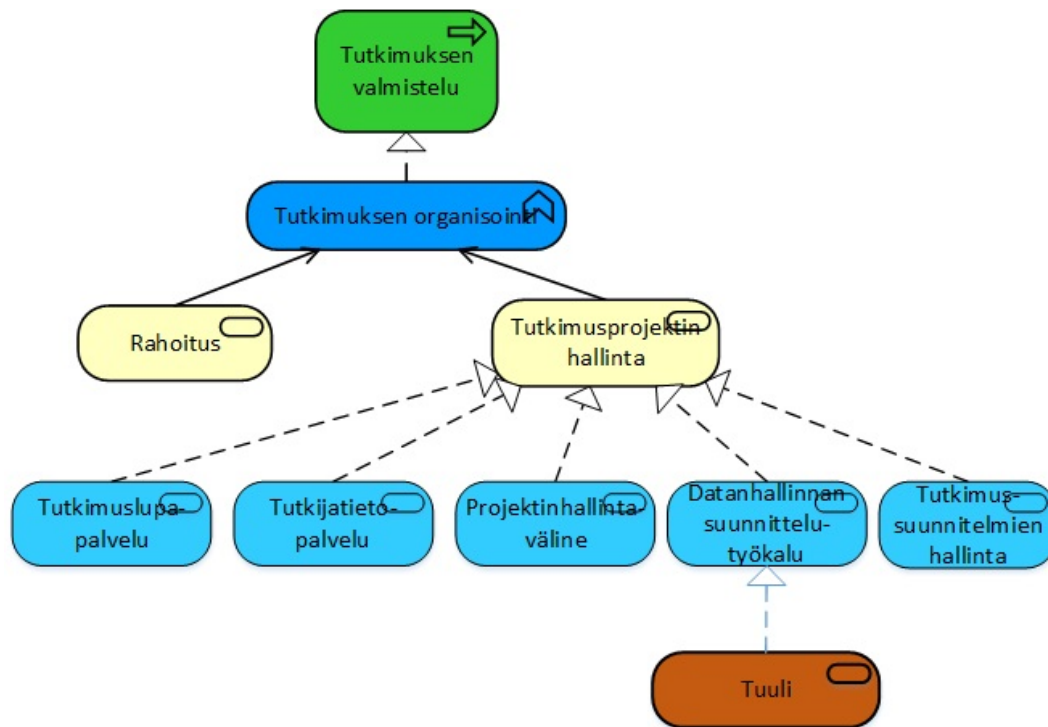 Tutkimuksen
valmistelu
Tutkimuksen organisointi
Rahoitus
Tutkimusprojektin
hallinta
Tutkimuslupa-
palvelu
Tutkijatieto-
palvelu
Projektinhallinta-
väline
Datanhallinnan
suunnittelu-
työkalu
Tutkimus-
suunnitelmien
hallinta
Tuuli